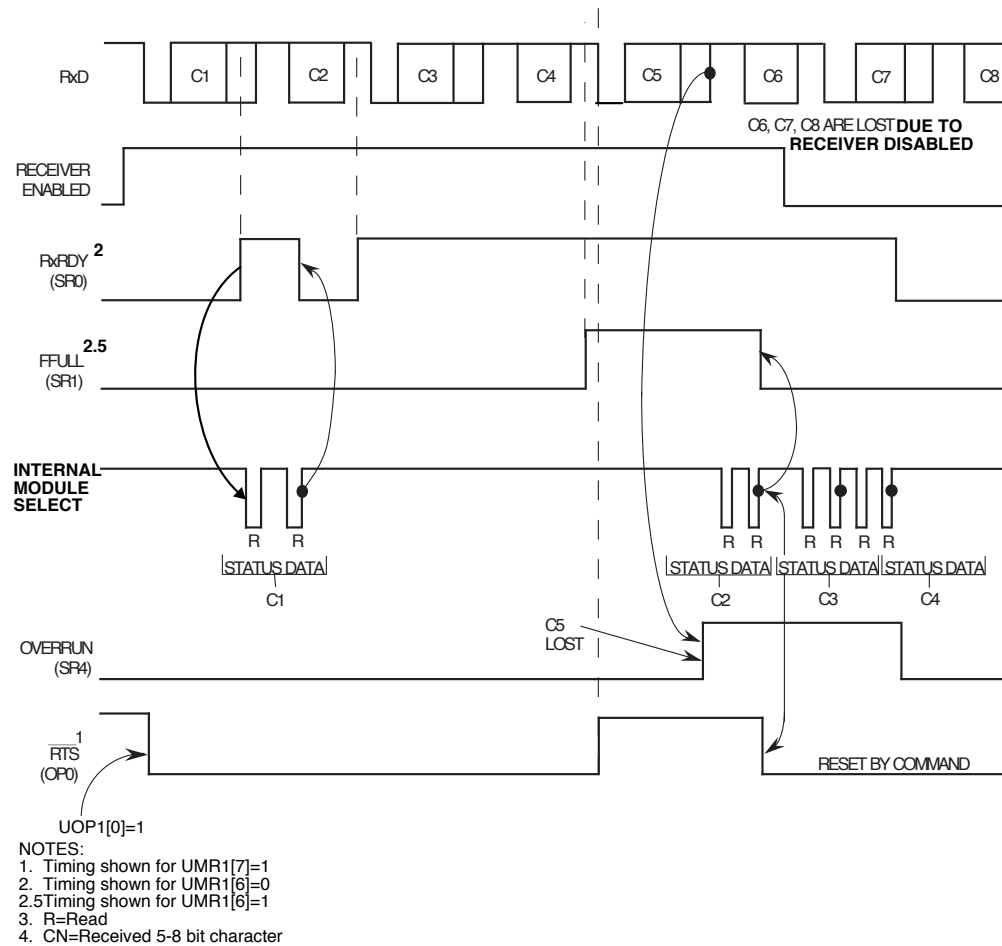 RxD
C1
C2
C3
C4
C5
C6
C7
C8
C6, C7, C8 ARE LOST DUE TO
RECEIVER DISABLED
RECEIVER
ENABLED
RxRDY 2
(SR0)
FFULL 2.5
(SR1)
INTERNAL
MODULE
SELECT
R R R R R R R R
STATUS DATA STATUS DATA STATUS DATA STATUS DATA
C1 C2 C3 C4
C5
LOST
OVERRUN
(SR4)
RTS 1
(OP0)
RESET BY COMMAND
UOP1[0]=1
NOTES:
1. Timing shown for UMR1[7]=1
2. Timing shown for UMR1[6]=0
2.5Timing shown for UMR1[6]=1
3. R=Read
4. CN=Received 5-8 bit character